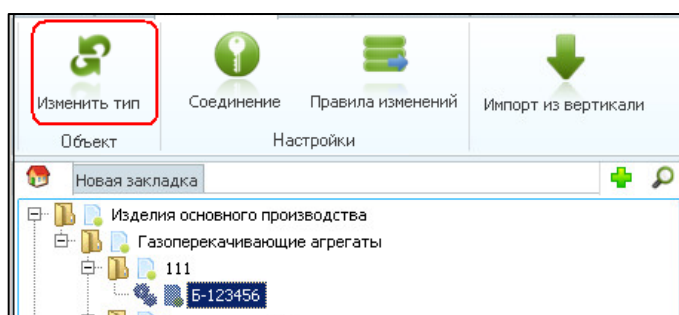 Изменить тип
Соединение
Правила изменений
Импорт из вертикали
Объект
Настройки
Новая закладка
Изделия основного производства
Газоперекачивающие агрегаты
111
Б-123456